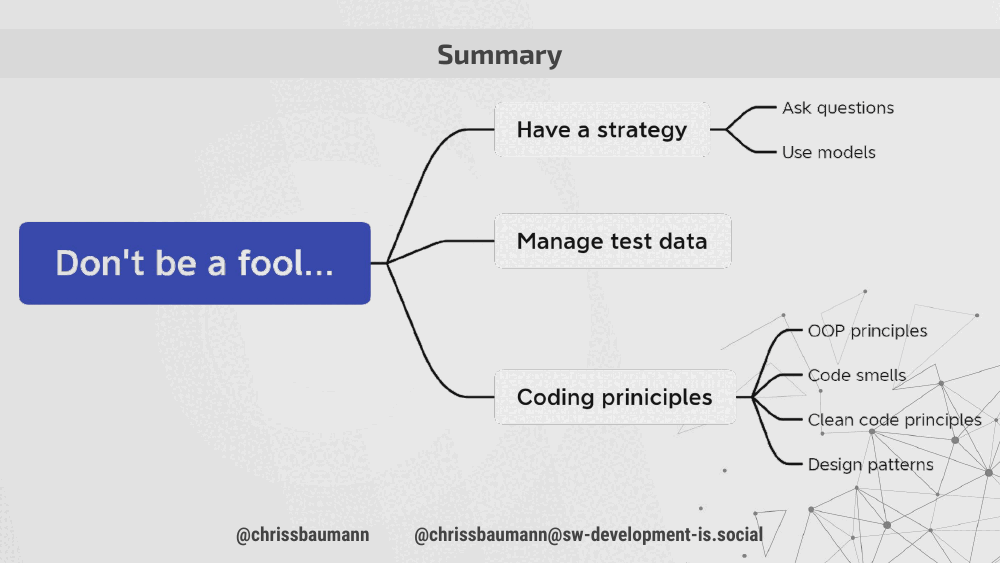 Summary
Don't be a fool...
Have a strategy
Ask questions
Use models
Manage test data
Coding priniciples
OOP principles
Code smells
Clean code principles
Design patterns
@chrissbaumann
@chrissbaumann@sw-development-is.social